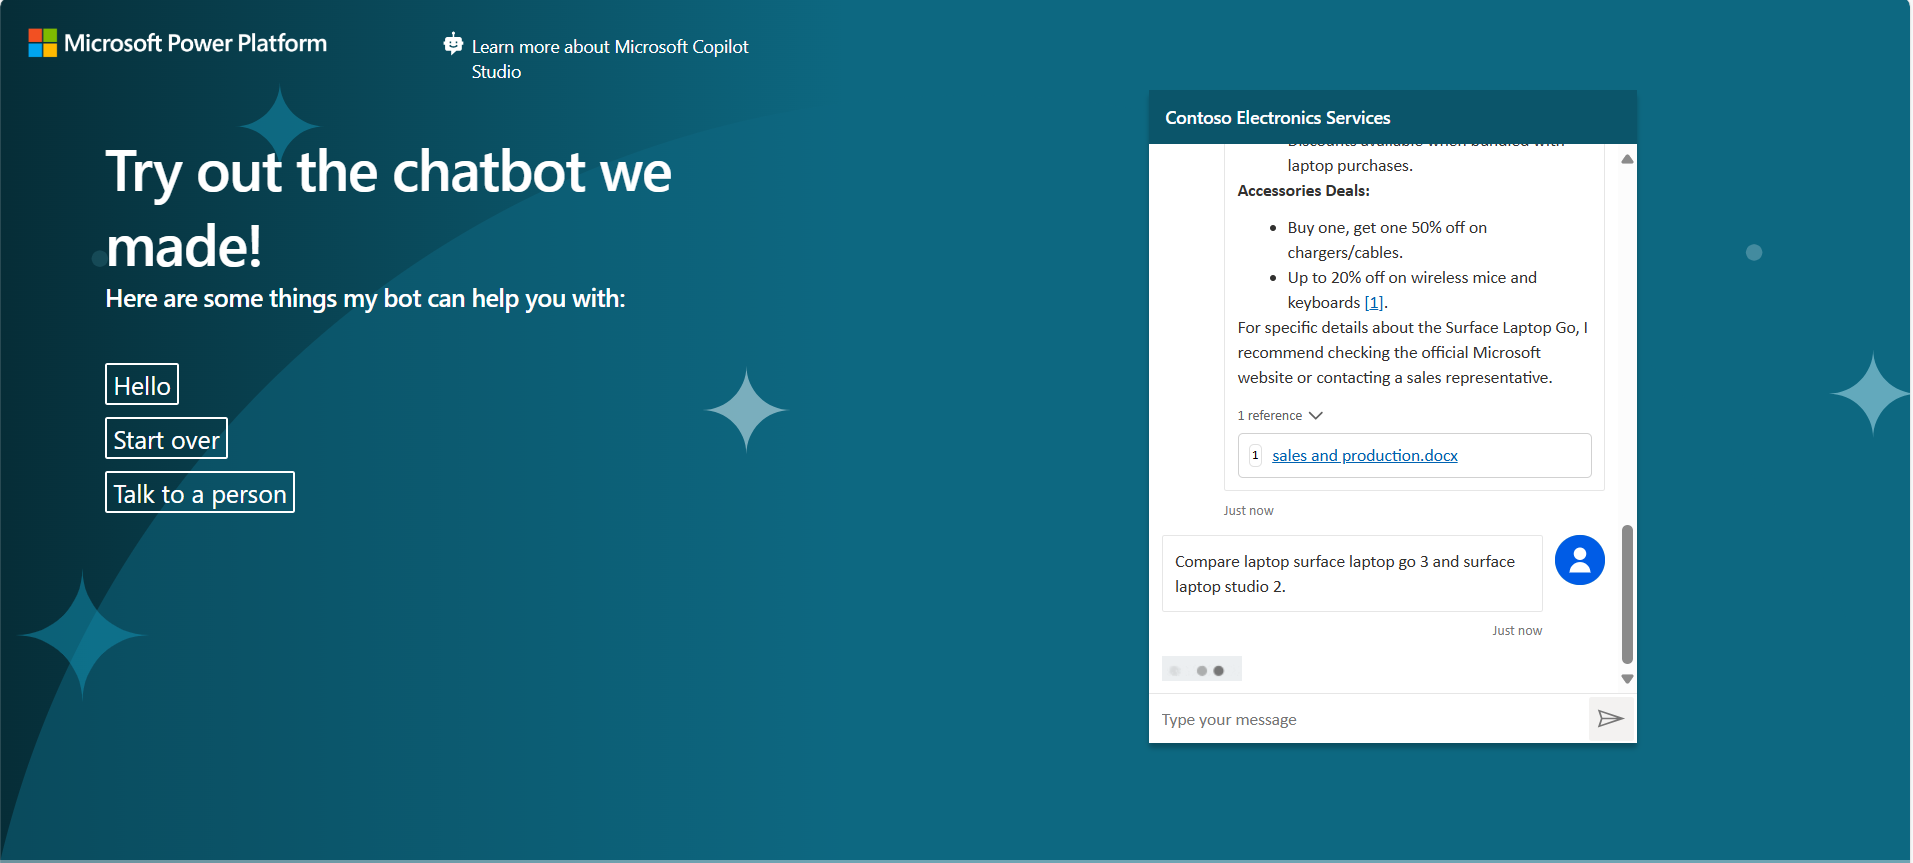 Microsoft Power Platform
Learn more about Microsoft Copilot
Studio
Try out the chatbot we
made!
Here are some things my bot can help you with:
Hello
Start over
Talk to a person
Contoso Electronics Services
Discounts available when bundled with
laptop purchases.
Accessories Deals:
Buy one, get one 50% off on
chargers/cables.
Up to 20% off on wireless mice and
keyboards [1].
For specific details about the Surface Laptop Go, I
recommend checking the official Microsoft
website or contacting a sales representative.
1 reference
1 sales and production.docx
Just now
Compare laptop surface laptop go 3 and surface
laptop studio 2.
Just now
Type your message